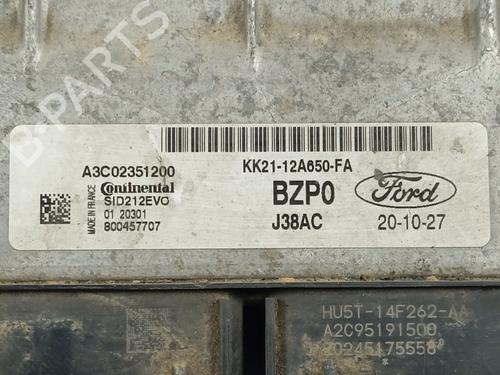 B-PARTS
A3C02351200
KK21-12A650-FA
MADE IN FRANCE
Continental
SID212EVO
01 20301
800457707
BZP0
J38AC
Ford
20-10-27
HU5T-14F262-AA
A2C95191500
20245175558